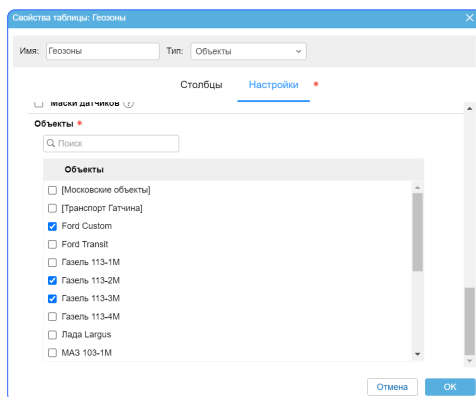 Свойства таблицы: Геозоны
Имя: Геозоны Тип: Объекты
Столбцы Настройки *
Маски датчиков ?
Объекты *
Поиск
Объекты
[Московские объекты]
[Транспорт Гатчина]
Ford Custom
Ford Transit
Газель 113-1М
Газель 113-2М
Газель 113-3М
Газель 113-4М
Лада Largus
МАЗ 103-1М
Отмена OK